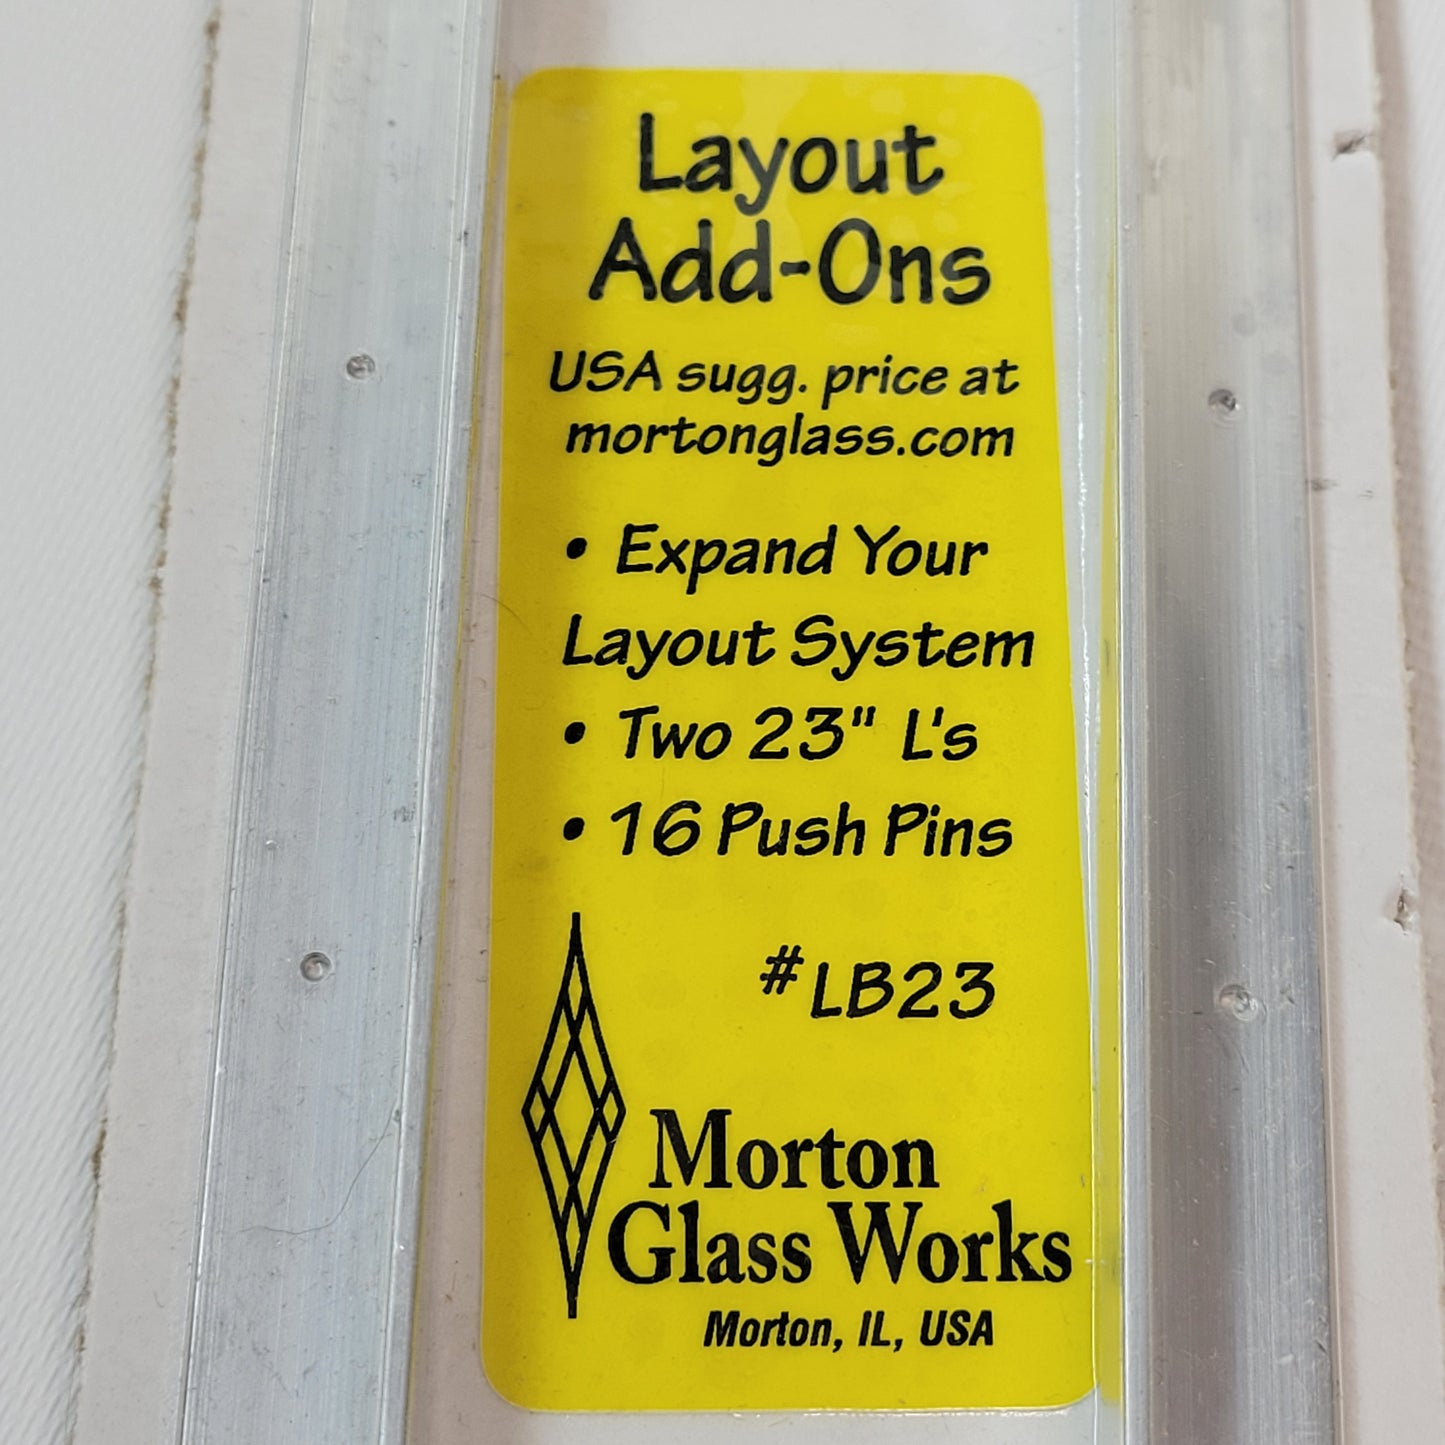 Layout
Add-Ons
USA sugg. price at
mortonglass.com
• Expand Your
Layout System
• Two 23" L's
• 16 Push Pins
#LB23
Morton
Glass Works
Morton, IL, USA